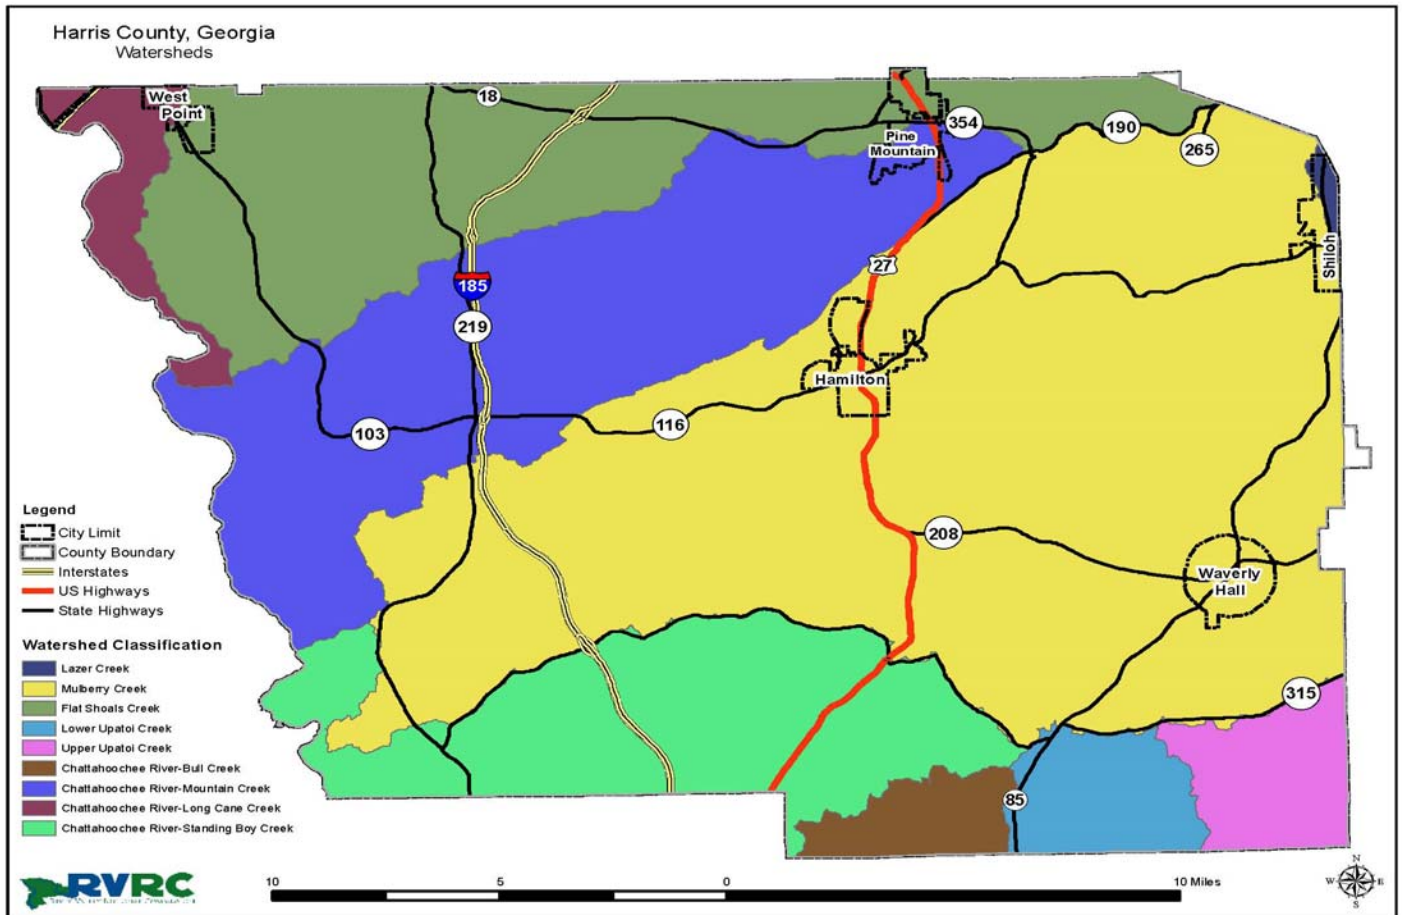 Harris County, Georgia
Watersheds
West
Point
18
Pine
Mountain
354
190
265
Shiloh
27
185
219
Hamilton
103
116
208
Waverly
Hall
315
85
Legend
City Limit
County Boundary
Interstates
US Highways
State Highways
Watershed Classification
Lazer Creek
Mulberry Creek
Flat Shoals Creek
Lower Upatoi Creek
Upper Upatoi Creek
Chattahoochee River-Bull Creek
Chattahoochee River-Mountain Creek
Chattahoochee River-Long Cane Creek
Chattahoochee River-Standing Boy Creek
RVRC
10 5 0 10 Miles
N
W E
S